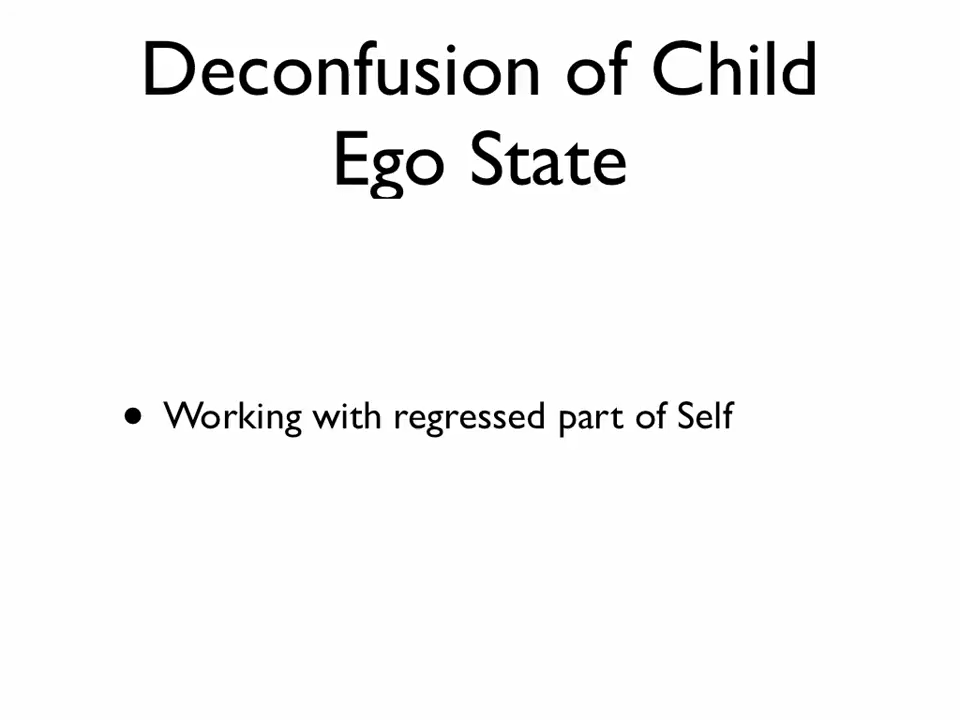 Deconfusion of Child
Ego State
• Working with regressed part of Self